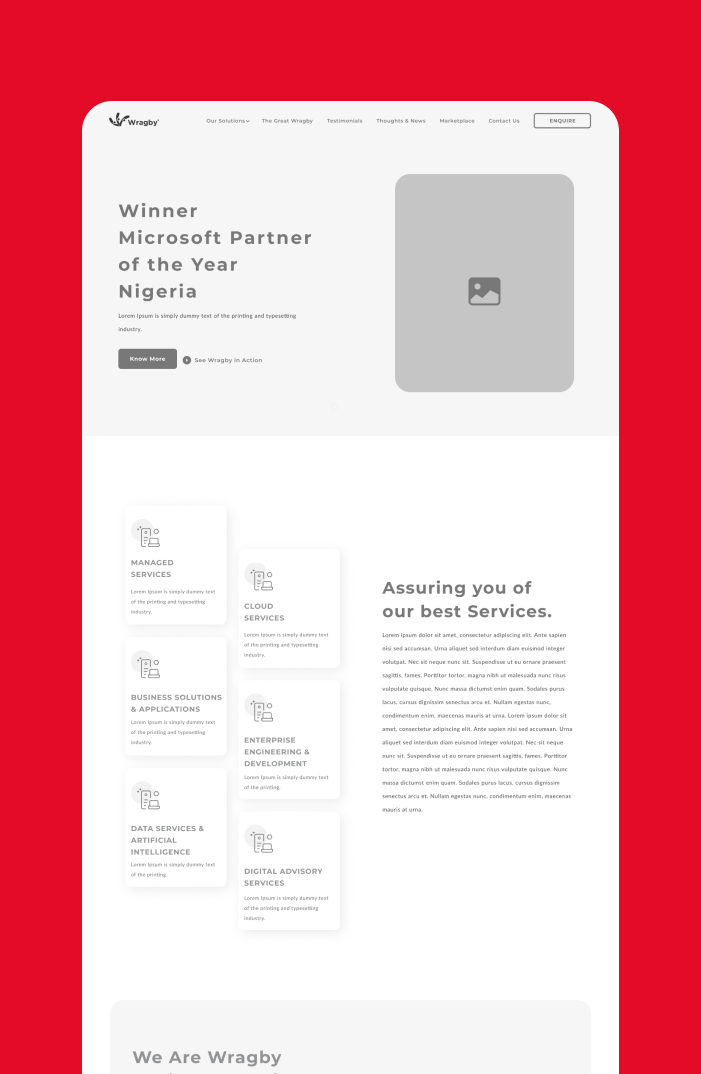 Wragby
Our Solutions The Great Wragby Testimonials Thoughts & News Marketplace Contact Us ENQUIRE
Winner
Microsoft Partner
of the Year
Nigeria
Lorem Ipsum is simply dummy text of the printing and typesetting
industry.
Know More See Wragby in Action
MANAGED
SERVICES
Lorem Ipsum is simply dummy text
of the printing and typesetting
industry.
CLOUD
SERVICES
Lorem Ipsum is simply dummy text
of the printing and typesetting
industry.
BUSINESS SOLUTIONS
& APPLICATIONS
Lorem Ipsum is simply dummy text
of the printing and typesetting
industry.
ENTERPRISE
ENGINEERING &
DEVELOPMENT
Lorem Ipsum is simply dummy text
of the printing.
DATA SERVICES &
ARTIFICIAL
INTELLIGENCE
Lorem Ipsum is simply dummy text
of the printing.
DIGITAL ADVISORY
SERVICES
Lorem Ipsum is simply dummy text
of the printing and typesetting
industry.
Assuring you of
our best Services.
Lorem ipsum dolor sit amet, consectetur adipiscing elit. Ante sapien
nisi sed accumsan. Urna aliquet sed interdum diam euismod integer
volutpat. Nec sit neque nunc sit. Suspendisse ut eu ornare praesent
sagittis, fames. Porttitor tortor, magna nibh ut malesuada nunc risus
vulputate quisque. Nunc massa dictumst enim quam. Sodales purus
lacus, cursus dignissim senectus arcu et. Nullam egestas nunc,
condimentum enim, maecenas mauris at urna. Lorem ipsum dolor sit
amet, consectetur adipiscing elit. Ante sapien nisi sed accumsan. Urna
aliquet sed interdum diam euismod integer volutpat. Nec sit neque
nunc sit. Suspendisse ut eu ornare praesent sagittis, fames. Porttitor
tortor, magna nibh ut malesuada nunc risus vulputate quisque. Nunc
massa dictumst enim quam. Sodales purus lacus, cursus dignissim
senectus arcu et. Nullam egestas nunc, condimentum enim, maecenas
mauris at urna.
We Are Wragby